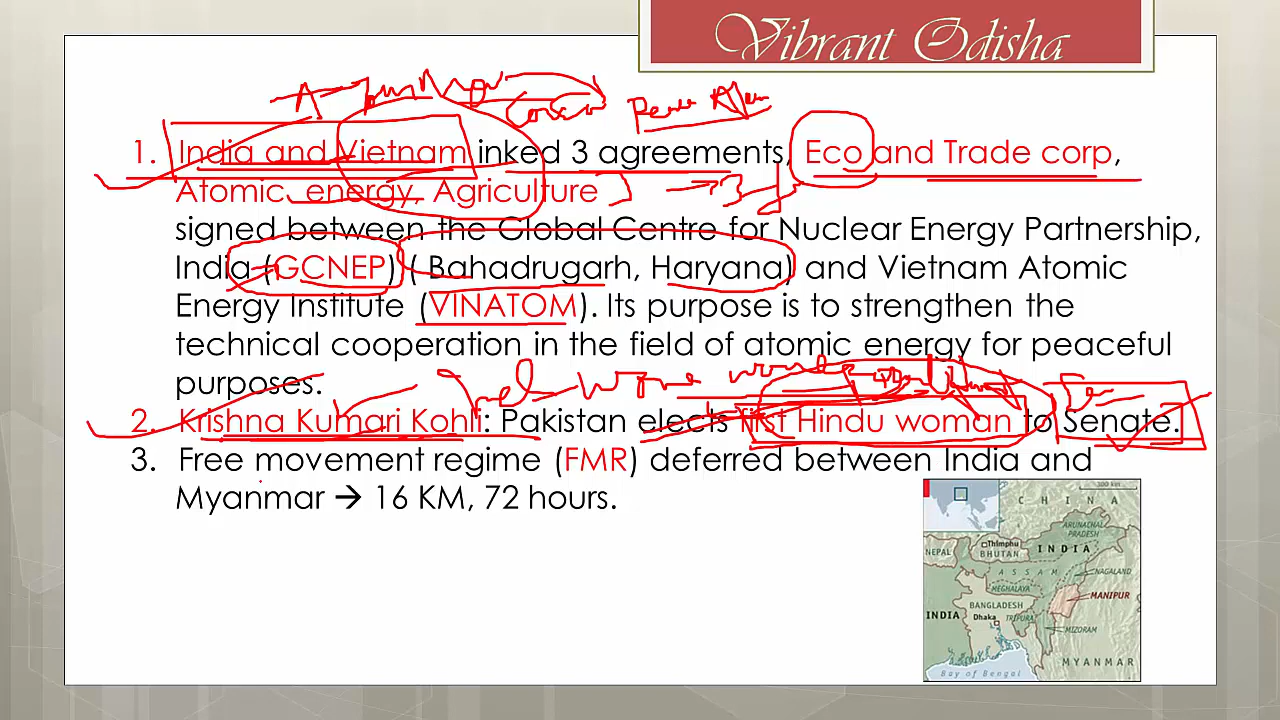 Vibrant Odisha
1. India and Vietnam inked 3 agreements, Eco and Trade corp,
Atomic energy, Agriculture
signed between the Global Centre for Nuclear Energy Partnership,
India (GCNEP) ( Bahadrugarh, Haryana) and Vietnam Atomic
Energy Institute (VINATOM). Its purpose is to strengthen the
technical cooperation in the field of atomic energy for peaceful
purposes.
2. Krishna Kumari Kohli: Pakistan elects first Hindu woman to Senate.
3. Free movement regime (FMR) deferred between India and
Myanmar → 16 KM, 72 hours.
300 km
CHINA
ARUNACHAL
PRADESH
Thimphu
NEPAL
BHUTAN
INDIA
ASSAM
NAGALAND
MEGHALAYA
MANIPUR
BANGLADESH
INDIA
Dhaka
TRIPURA
MIZORAM
MYANMAR
Bay of Bengal